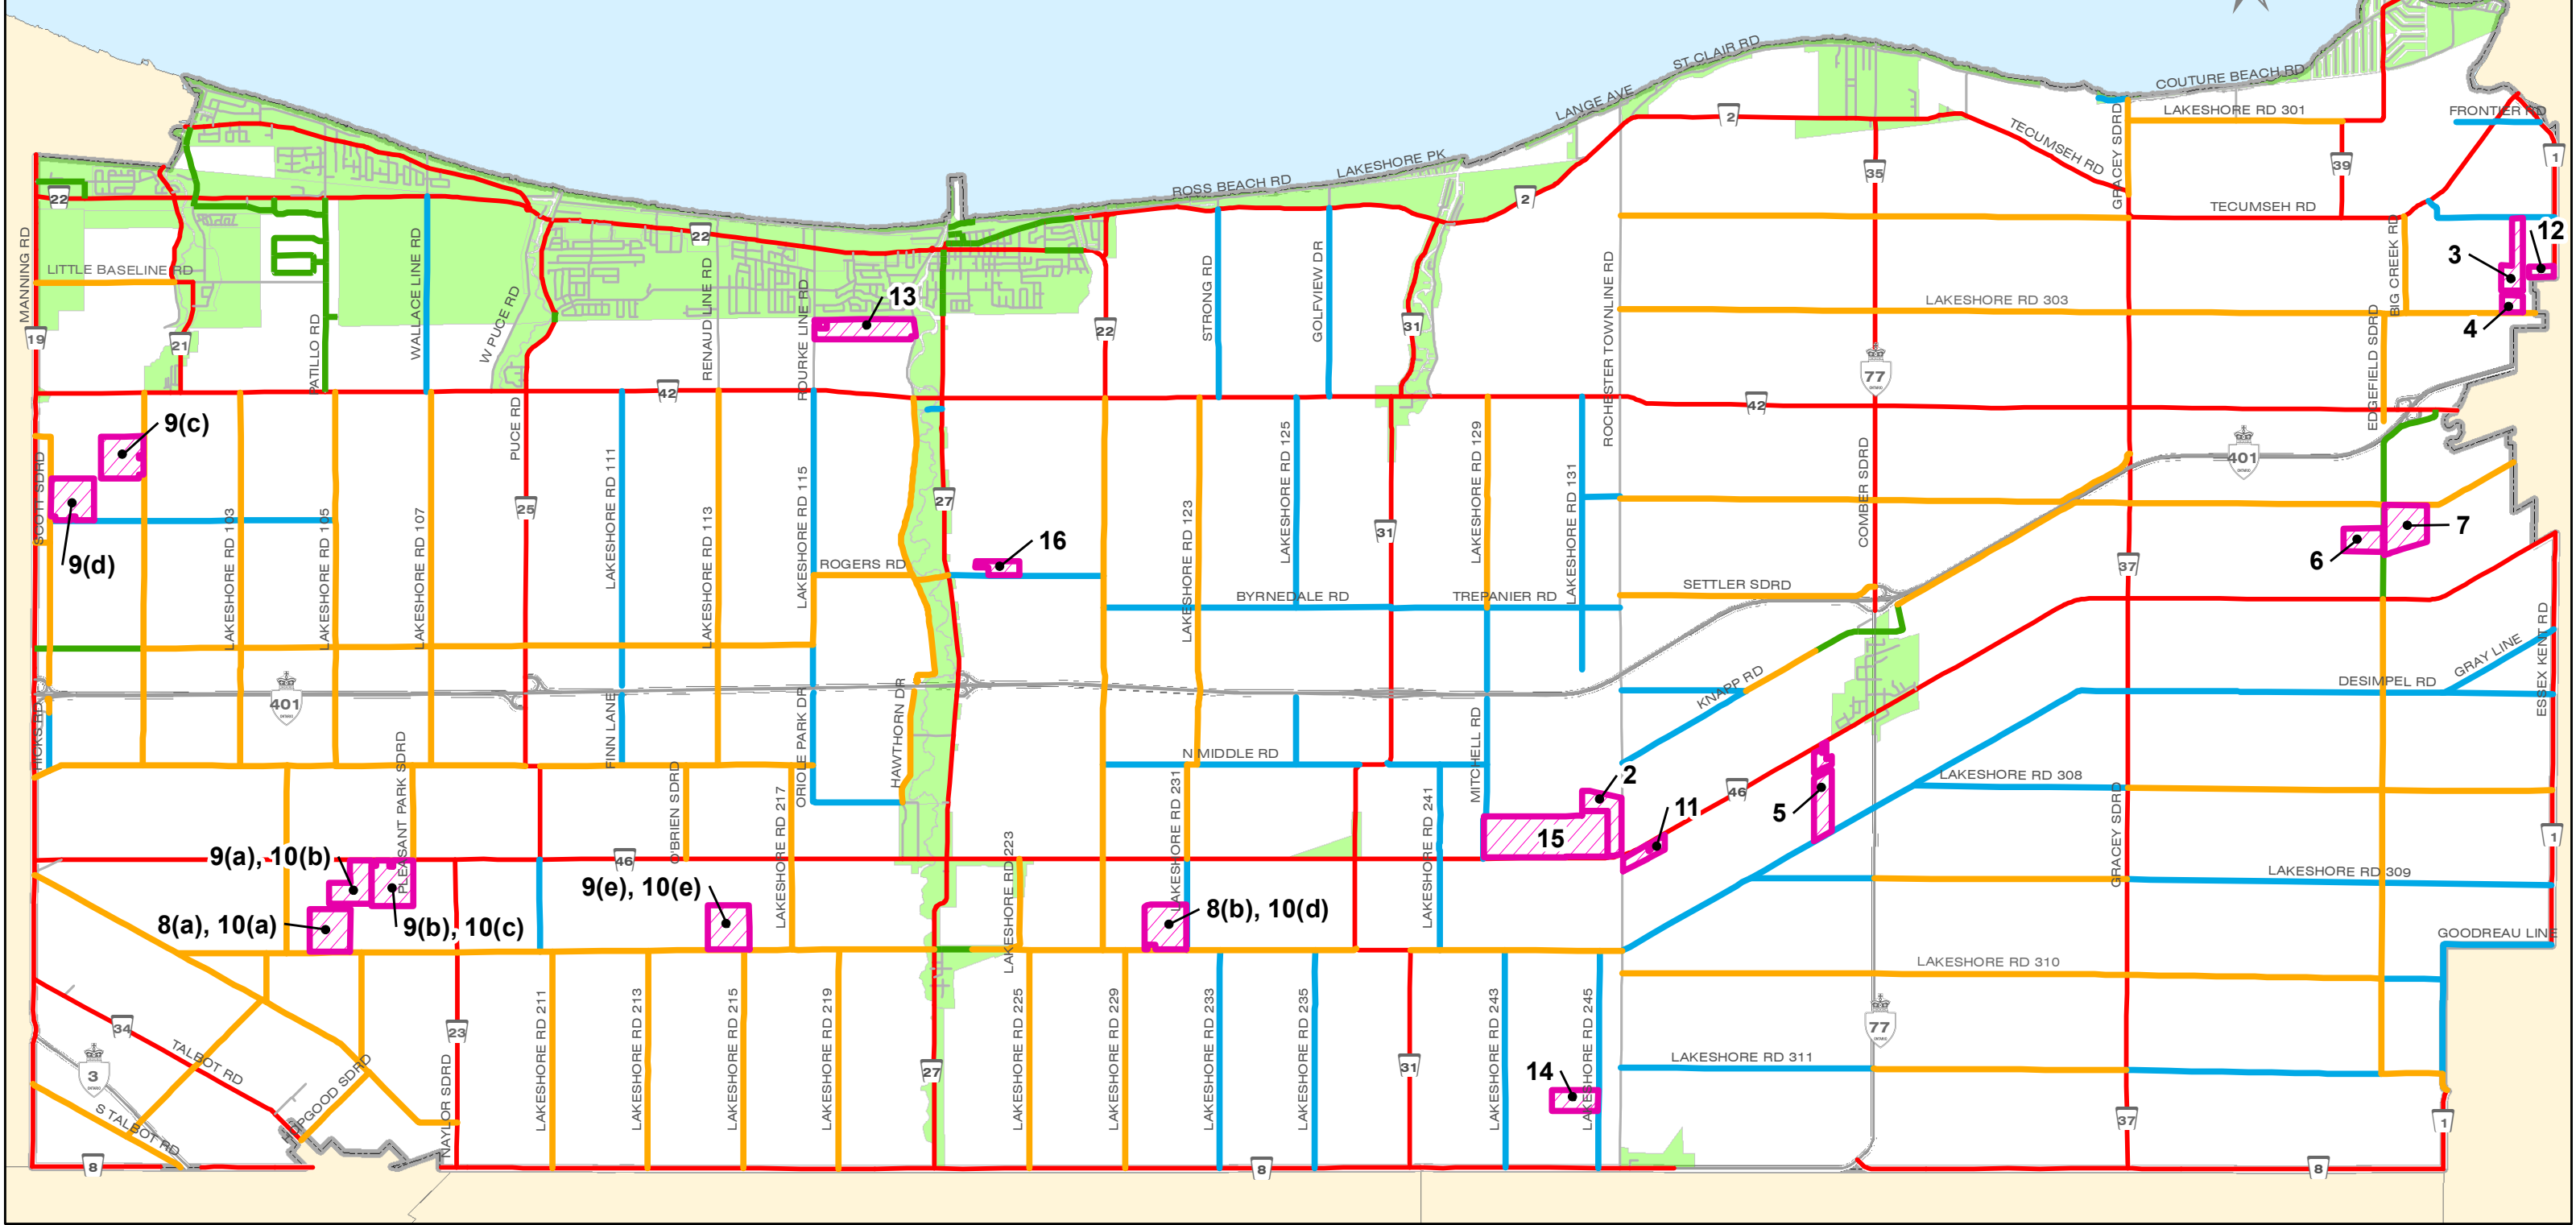 ST CLAIR RD
COUTURE BEACH RD
LANGE AVE
2
LAKESHORE RD 301
FRONTIER RD
TECUMSEH RD
GRACEY SDRD
1
39
35
LAKESHORE PK
ROSS BEACH RD
2
22
TECUMSEH RD
22
12
3
MANNING RD
LITTLE BASELINE RD
WALLACE LINE RD
W PUCE RD
RENAUD LINE RD
ROURKE LINE RD
13
STRONG RD
GOLFVIEW DR
ROCHESTER TOWNLINE RD
LAKESHORE RD 303
BIG CREEK RD
4
19
21
PATILLO RD
22
31
77
ONTARIO
EDGEFIELD SDRD
42
42
9(c)
PUCE RD
SCOTT SDRD
LAKESHORE RD 103
LAKESHORE RD 105
LAKESHORE RD 107
25
LAKESHORE RD 111
LAKESHORE RD 113
LAKESHORE RD 115
27
LAKESHORE RD 123
LAKESHORE RD 125
31
LAKESHORE RD 129
LAKESHORE RD 131
COMBER SDRD
401
ONTARIO
7
6
9(d)
16
ROGERS RD
37
SETTLER SDRD
BYRNEDALE RD
TREPANIER RD
ESSEX KENT RD
GRAY LINE
DESIMPEL RD
KNAPP RD
401
ONTARIO
HICKS RD
PLEASANT PARK SDRD
FINN LANE
O'BRIEN SDRD
LAKESHORE RD 217
ORIOLE PARK DR
HAWTHORN DR
N MIDDLE RD
MITCHELL RD
2
46
5
LAKESHORE RD 308
11
15
1
LAKESHORE RD 223
LAKESHORE RD 231
LAKESHORE RD 241
GRACEY SDRD
46
9(a), 10(b)
9(e), 10(e)
LAKESHORE RD 309
8(a), 10(a)
9(b), 10(c)
8(b), 10(d)
GOODREAU LINE
LAKESHORE RD 310
34
TALBOT RD
3
ONTARIO
S TALBOT RD
23
NAYLOR SDRD
LAKESHORE RD 211
LAKESHORE RD 213
LAKESHORE RD 215
LAKESHORE RD 219
27
LAKESHORE RD 225
LAKESHORE RD 229
LAKESHORE RD 233
LAKESHORE RD 235
31
LAKESHORE RD 243
LAKESHORE RD 245
14
77
ONTARIO
LAKESHORE RD 311
37
1
8
8
8